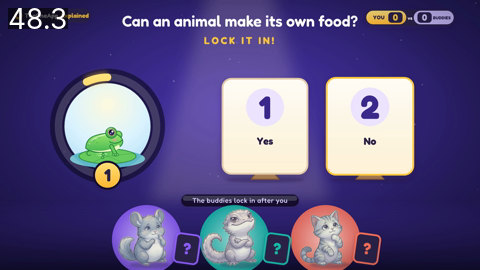 48.3
Explained
Can an animal make its own food?
YOU 0 vs 0 BUDDIES
LOCK IT IN!
1
Yes
2
No
1
The buddies lock in after you
?
?
?